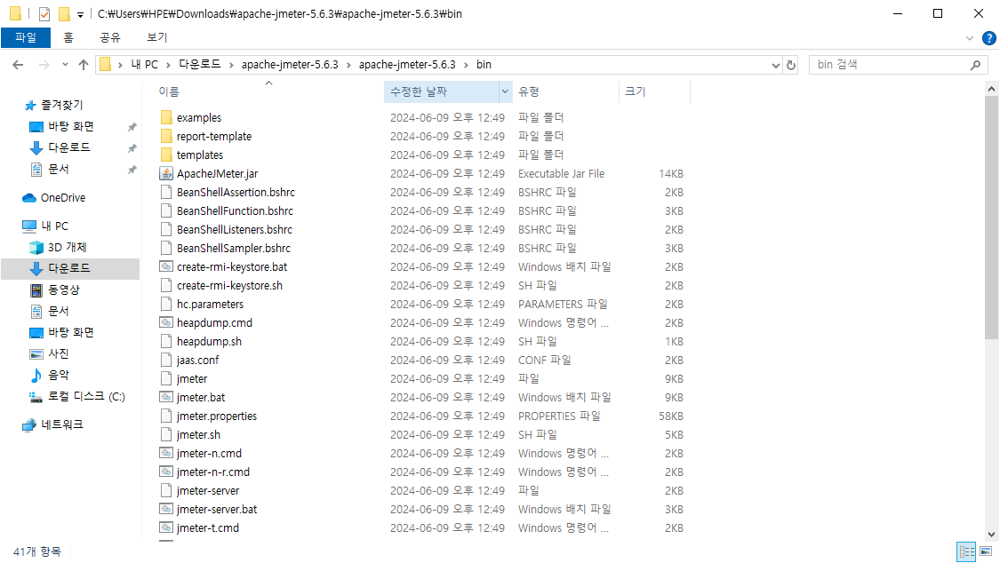 C:₩Users₩HPE₩Downloads₩apache-jmeter-5.6.3₩apache-jmeter-5.6.3₩bin
파일 홈 공유 보기
내 PC 다운로드 apache-jmeter-5.6.3 apache-jmeter-5.6.3 bin
bin 검색
즐겨찾기
바탕 화면
다운로드
문서
OneDrive
내 PC
3D 개체
다운로드
동영상
문서
바탕 화면
사진
음악
로컬 디스크 (C:)
네트워크
이름 수정한 날짜 유형 크기
examples 2024-06-09 오후 12:49 파일 폴더
report-template 2024-06-09 오후 12:49 파일 폴더
templates 2024-06-09 오후 12:49 파일 폴더
ApacheJMeter.jar 2024-06-09 오후 12:49 Executable Jar File 14KB
BeanShellAssertion.bshrc 2024-06-09 오후 12:49 BSHRC 파일 2KB
BeanShellFunction.bshrc 2024-06-09 오후 12:49 BSHRC 파일 3KB
BeanShellListeners.bshrc 2024-06-09 오후 12:49 BSHRC 파일 2KB
BeanShellSampler.bshrc 2024-06-09 오후 12:49 BSHRC 파일 3KB
create-rmi-keystore.bat 2024-06-09 오후 12:49 Windows 배치 파일 2KB
create-rmi-keystore.sh 2024-06-09 오후 12:49 SH 파일 2KB
hc.parameters 2024-06-09 오후 12:49 PARAMETERS 파일 2KB
heapdump.cmd 2024-06-09 오후 12:49 Windows 명령어 ... 2KB
heapdump.sh 2024-06-09 오후 12:49 SH 파일 1KB
jaas.conf 2024-06-09 오후 12:49 CONF 파일 2KB
jmeter 2024-06-09 오후 12:49 파일 9KB
jmeter.bat 2024-06-09 오후 12:49 Windows 배치 파일 9KB
jmeter.properties 2024-06-09 오후 12:49 PROPERTIES 파일 58KB
jmeter.sh 2024-06-09 오후 12:49 SH 파일 5KB
jmeter-n.cmd 2024-06-09 오후 12:49 Windows 명령어 ... 2KB
jmeter-n-r.cmd 2024-06-09 오후 12:49 Windows 명령어 ... 2KB
jmeter-server 2024-06-09 오후 12:49 파일 2KB
jmeter-server.bat 2024-06-09 오후 12:49 Windows 배치 파일 3KB
jmeter-t.cmd 2024-06-09 오후 12:49 Windows 명령어 ... 2KB
41개 항목